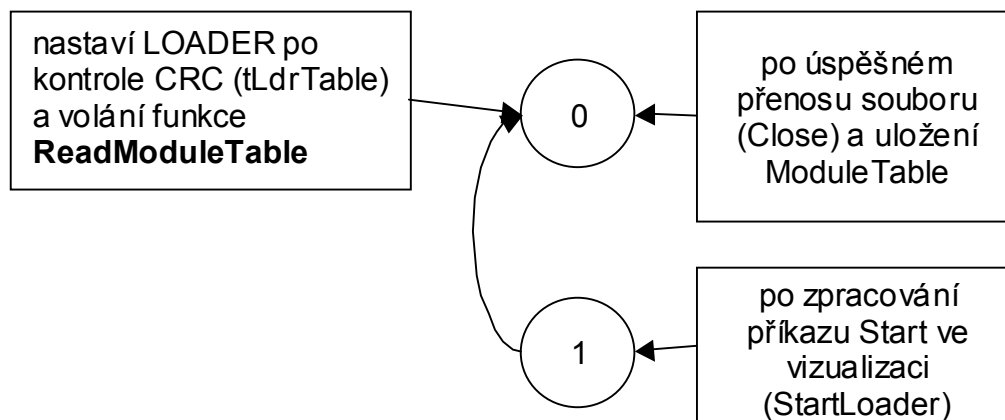 nastaví LOADER po
kontrole CRC (tLdrTable)
a volání funkce
ReadModuleTable
0
po úspěšném
přenosu souboru
(Close) a uložení
ModuleTable
1
po zpracování
příkazu Start ve
vizualizaci
(StartLoader)